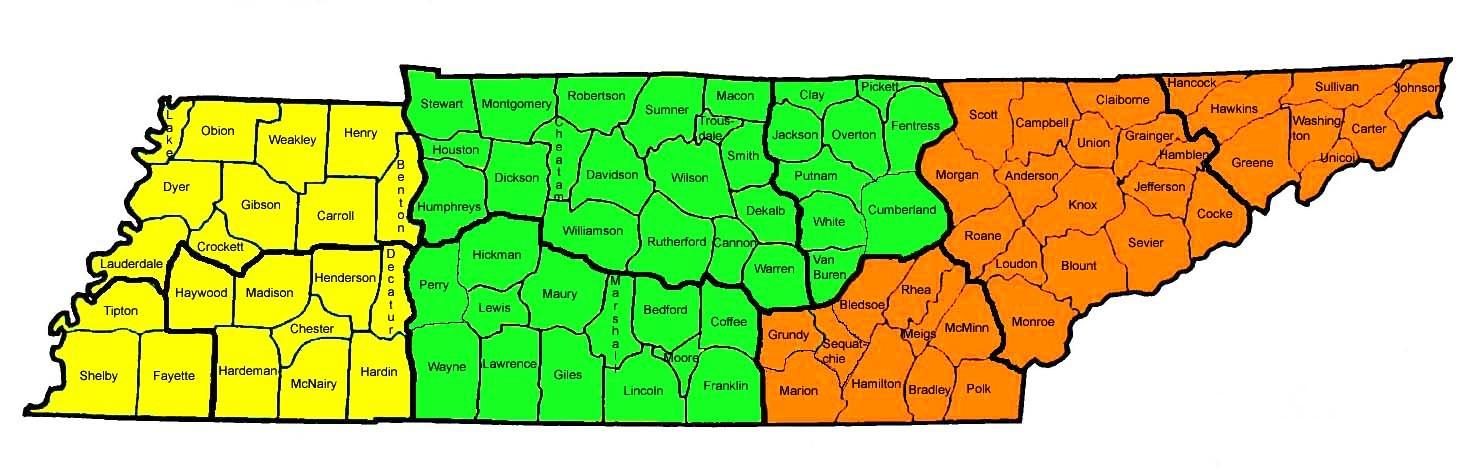 Lake
Obion
Weakley
Henry
Benton
Dyer
Gibson
Carroll
Crockett
Lauderdale
Haywood
Madison
Henderson
Decatur
Tipton
Chester
Shelby
Fayette
Hardeman
McNairy
Hardin
Stewart
Montgomery
Robertson
Sumner
Macon
Trous-
dale
Clay
Pickett
Houston
Cheatam
Jackson
Overton
Fentress
Dickson
Davidson
Wilson
Smith
Putnam
Humphreys
Williamson
Rutherford
Cannon
Dekalb
White
Cumberland
Hickman
Perry
Lewis
Maury
Marshal
Bedford
Coffee
Warren
Van
Buren
Wayne
Lawrence
Giles
Lincoln
Moore
Franklin
Scott
Campbell
Claiborne
Hancock
Hawkins
Sullivan
Johnson
Union
Grainger
Hamblen
Washing-
ton
Carter
Unicoi
Greene
Morgan
Anderson
Knox
Jefferson
Cocke
Roane
Loudon
Blount
Sevier
Bledsoe
Rhea
Meigs
McMinn
Monroe
Grundy
Sequat-
chie
Marion
Hamilton
Bradley
Polk